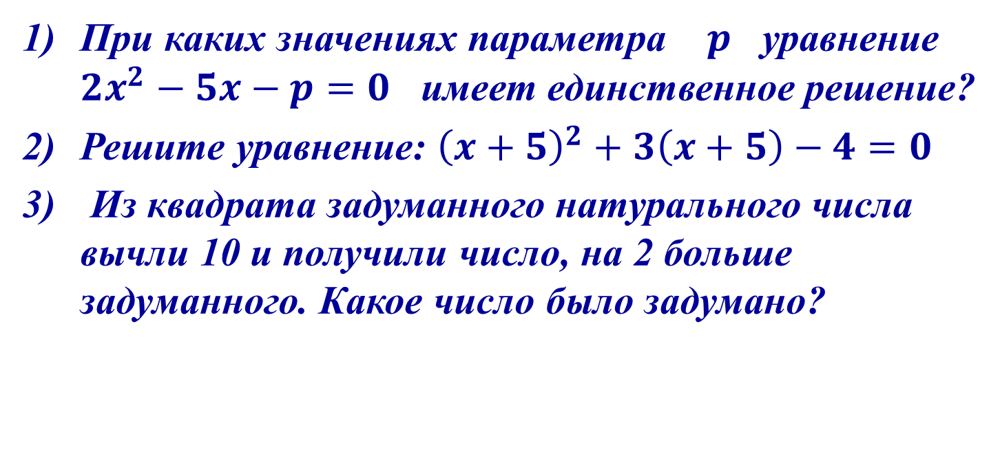 1) При каких значениях параметра p уравнение
2x² − 5x − p = 0 имеет единственное решение?
2) Решите уравнение: (x + 5)² + 3(x + 5) − 4 = 0
3) Из квадрата задуманного натурального числа
вычли 10 и получили число, на 2 больше
задуманного. Какое число было задумано?